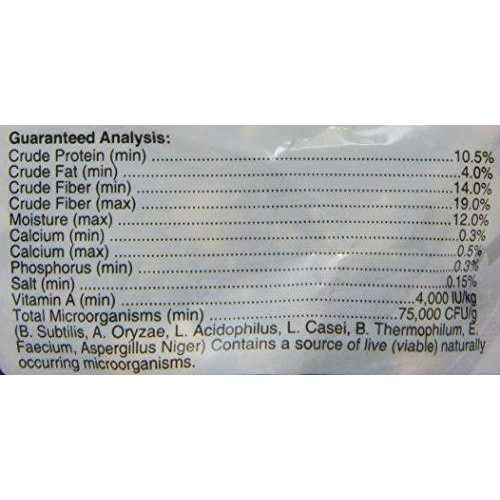 Guaranteed Analysis:
Crude Protein (min) ..................................................10.5%
Crude Fat (min) ........................................................4.0%
Crude Fiber (min) .....................................................14.0%
Crude Fiber (max) ....................................................19.0%
Moisture (max) .........................................................12.0%
Calcium (min) ...........................................................0.3%
Calcium (max) ..........................................................0.5%
Phosphorus (min) .....................................................0.3%
Salt (min) ..................................................................0.15%
Vitamin A (min) .................................................4,000 IU/kg
Total Microorganisms (min) ................................75,000 CFU/g
(B. Subtilis, A. Oryzae, L. Acidophilus, L. Casei, B. Thermophilum, E.
Faecium, Aspergillus Niger) Contains a source of live (viable) naturally
occurring microorganisms.